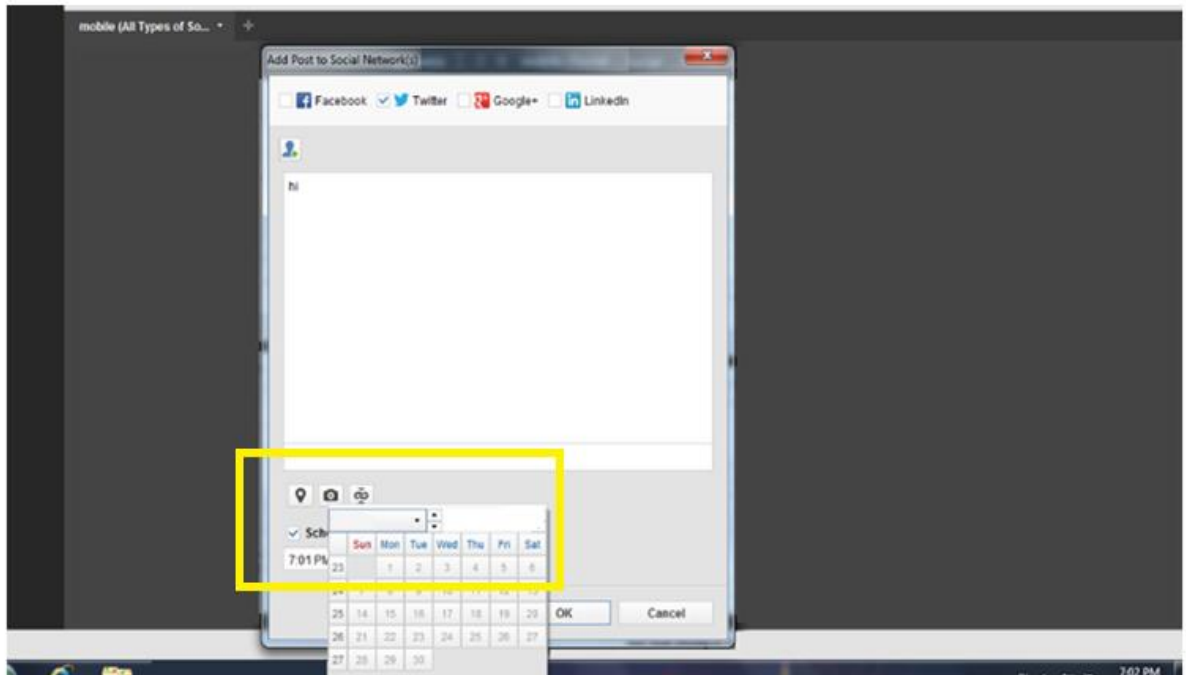 mobile (All Types of So...
Add Post to Social Network(s)
Facebook Twitter Google+ LinkedIn
hi
Sch
Sun Mon Tue Wed Thu Fri Sat
7:01 PM
23 1 2 3 4 5 6
25 14 15 16 17 18 19 20
OK Cancel
26 21 22 23 24 25 26 27
27 28 29 30
7:02 PM